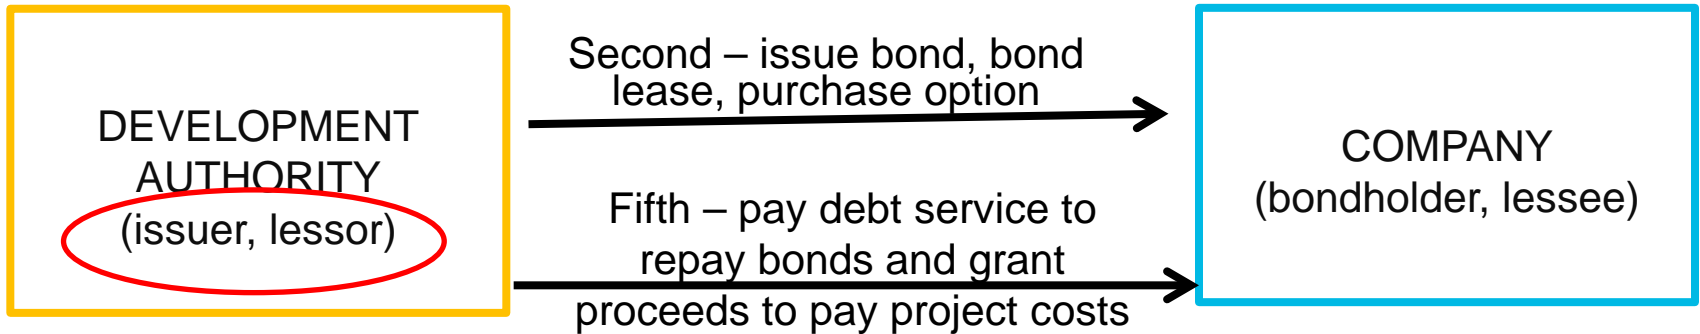 DEVELOPMENT
AUTHORITY
(issuer, lessor)
Second – issue bond, bond
lease, purchase option
Fifth – pay debt service to
repay bonds and grant
proceeds to pay project costs
COMPANY
(bondholder, lessee)